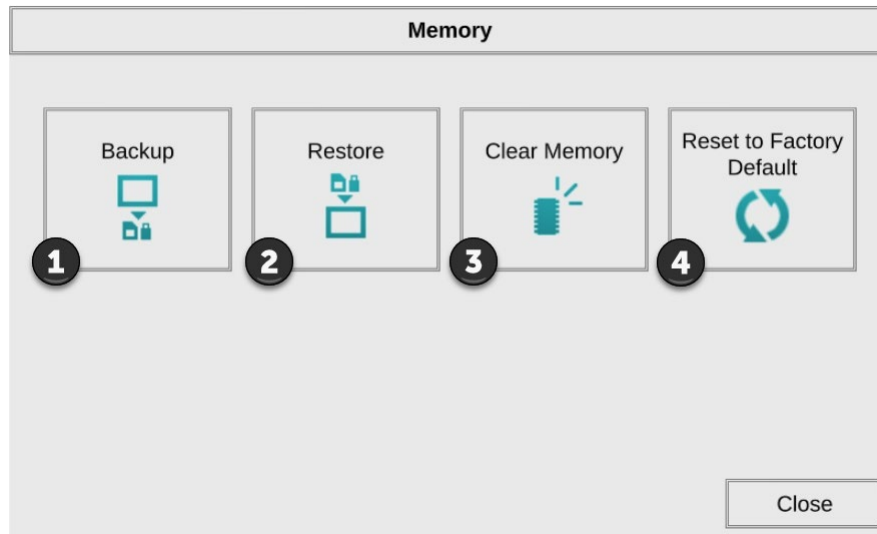 Memory
Backup
Restore
Clear Memory
Reset to Factory
Default
1
2
3
4
Close